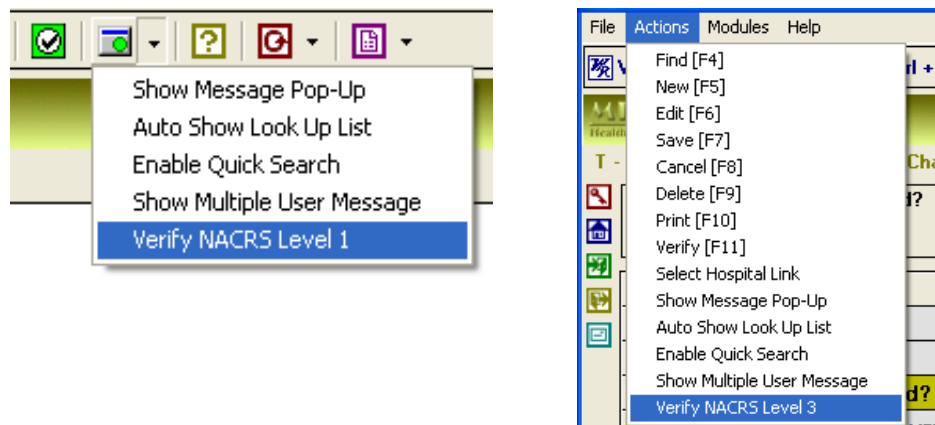 Show Message Pop-Up
Auto Show Look Up List
Enable Quick Search
Show Multiple User Message
Verify NACRS Level 1
File Actions Modules Help
Find [F4]
New [F5]
Edit [F6]
Save [F7]
Cancel [F8]
Delete [F9]
Print [F10]
Verify [F11]
Select Hospital Link
Show Message Pop-Up
Auto Show Look Up List
Enable Quick Search
Show Multiple User Message
Verify NACRS Level 3
T -
d?